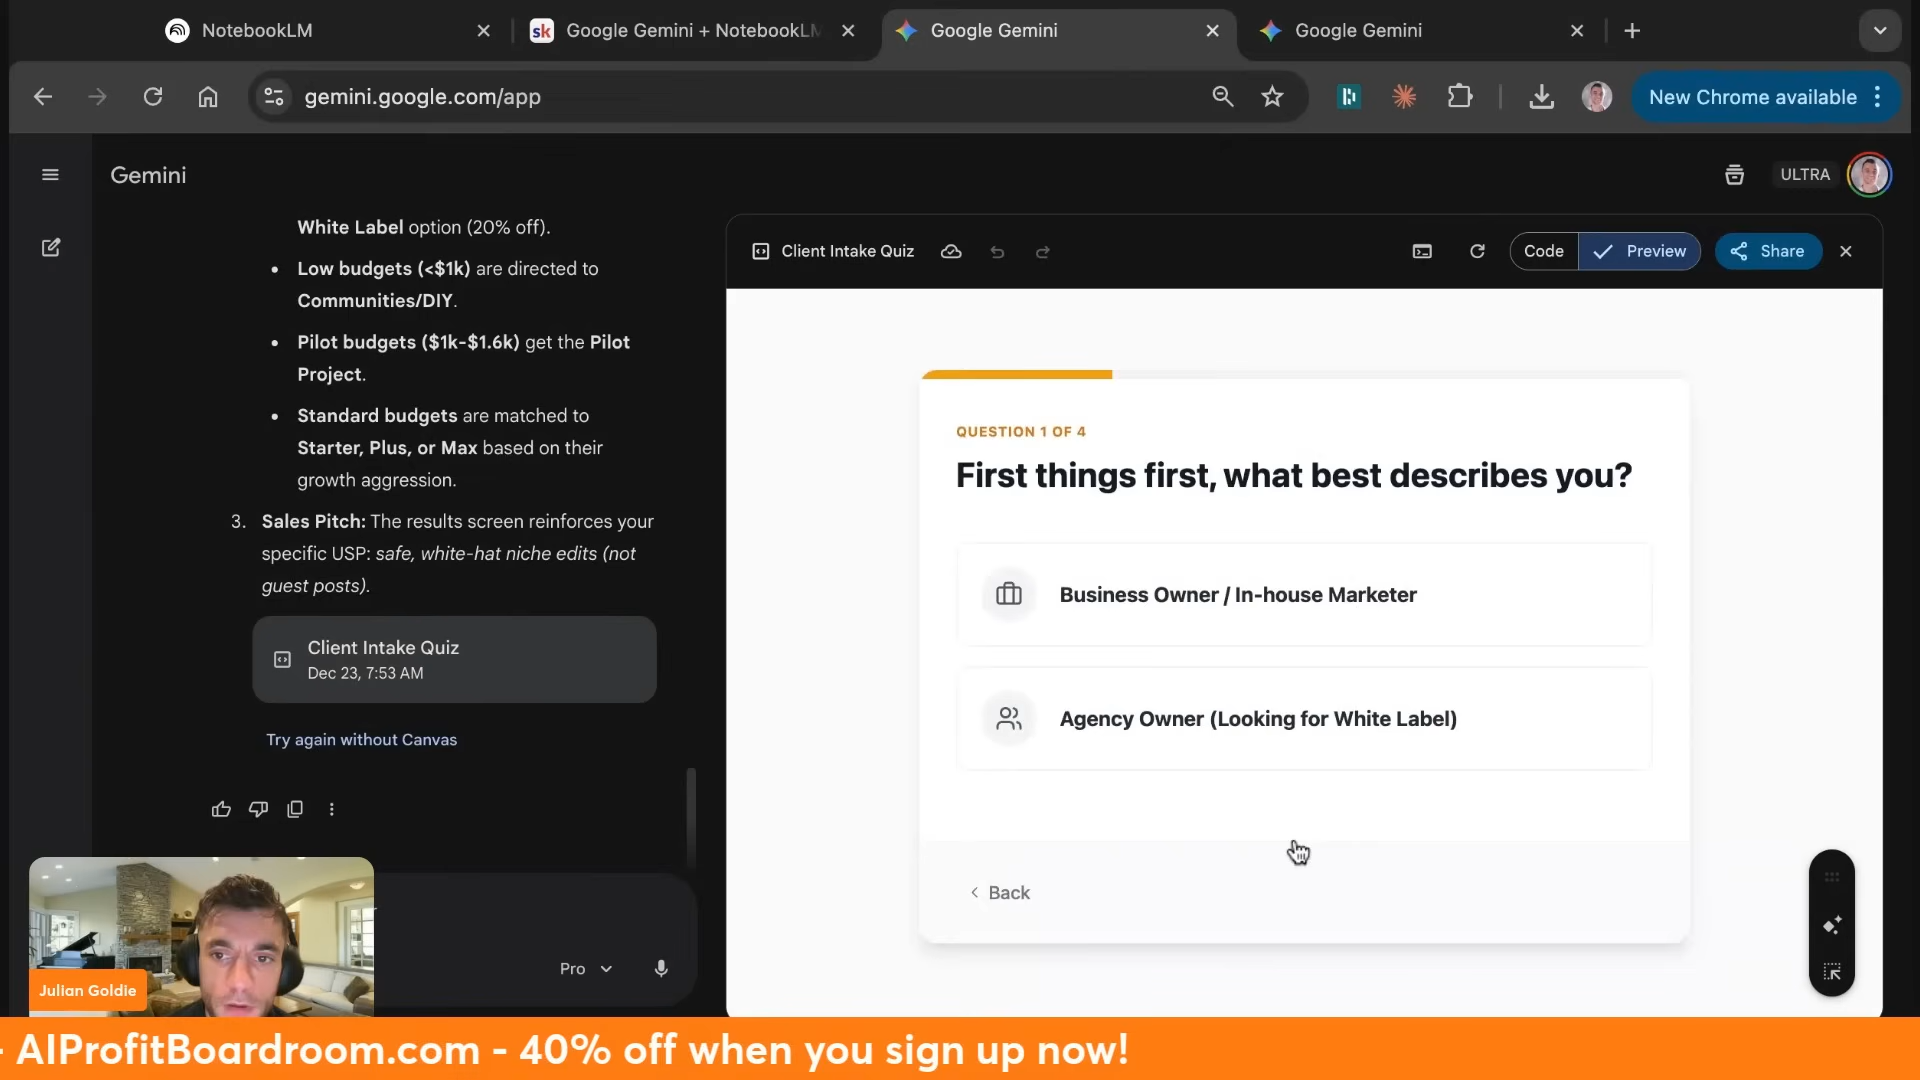 NotebookLM
sk
Google Gemini + NotebookLM
Google Gemini
Google Gemini
gemini.google.com/app
New Chrome available
Gemini
ULTRA
White Label option (20% off).
• Low budgets (<$1k) are directed to
Communities/DIY.
• Pilot budgets ($1k-$1.6k) get the Pilot
Project.
• Standard budgets are matched to
Starter, Plus, or Max based on their
growth aggression.
3. Sales Pitch: The results screen reinforces your
specific USP: safe, white-hat niche edits (not
guest posts).
Client Intake Quiz
Dec 23, 7:53 AM
Try again without Canvas
Pro
Client Intake Quiz
Code
Preview
Share
QUESTION 1 OF 4
First things first, what best describes you?
Business Owner / In-house Marketer
Agency Owner (Looking for White Label)
Back
Julian Goldie
- AIProfitBoardroom.com - 40% off when you sign up now!